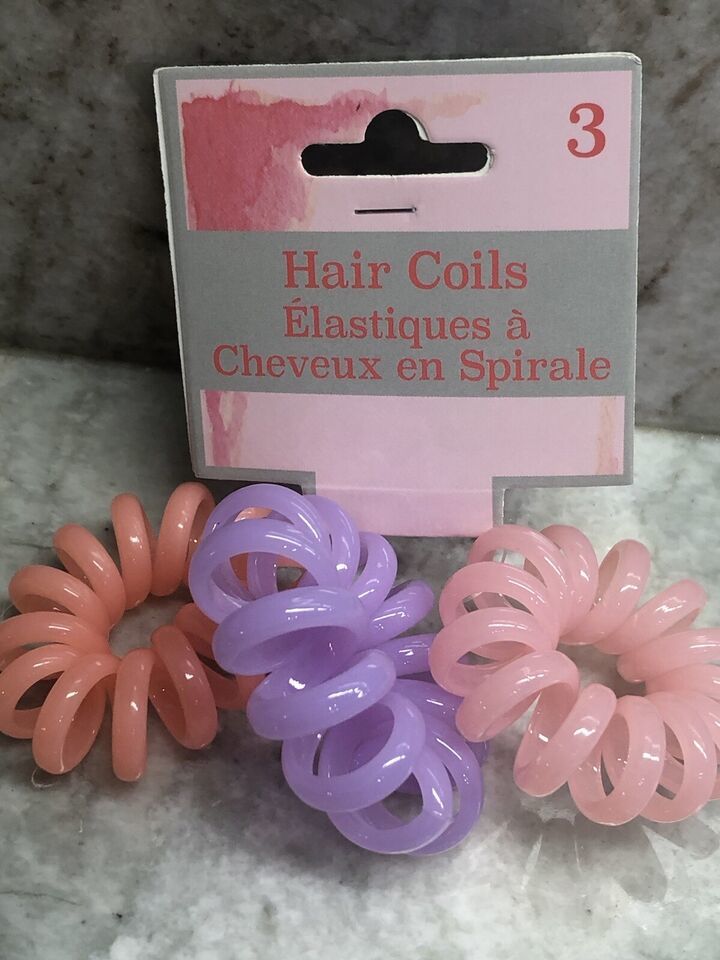 3
Hair Coils
Élastiques à
Cheveux en Spirale